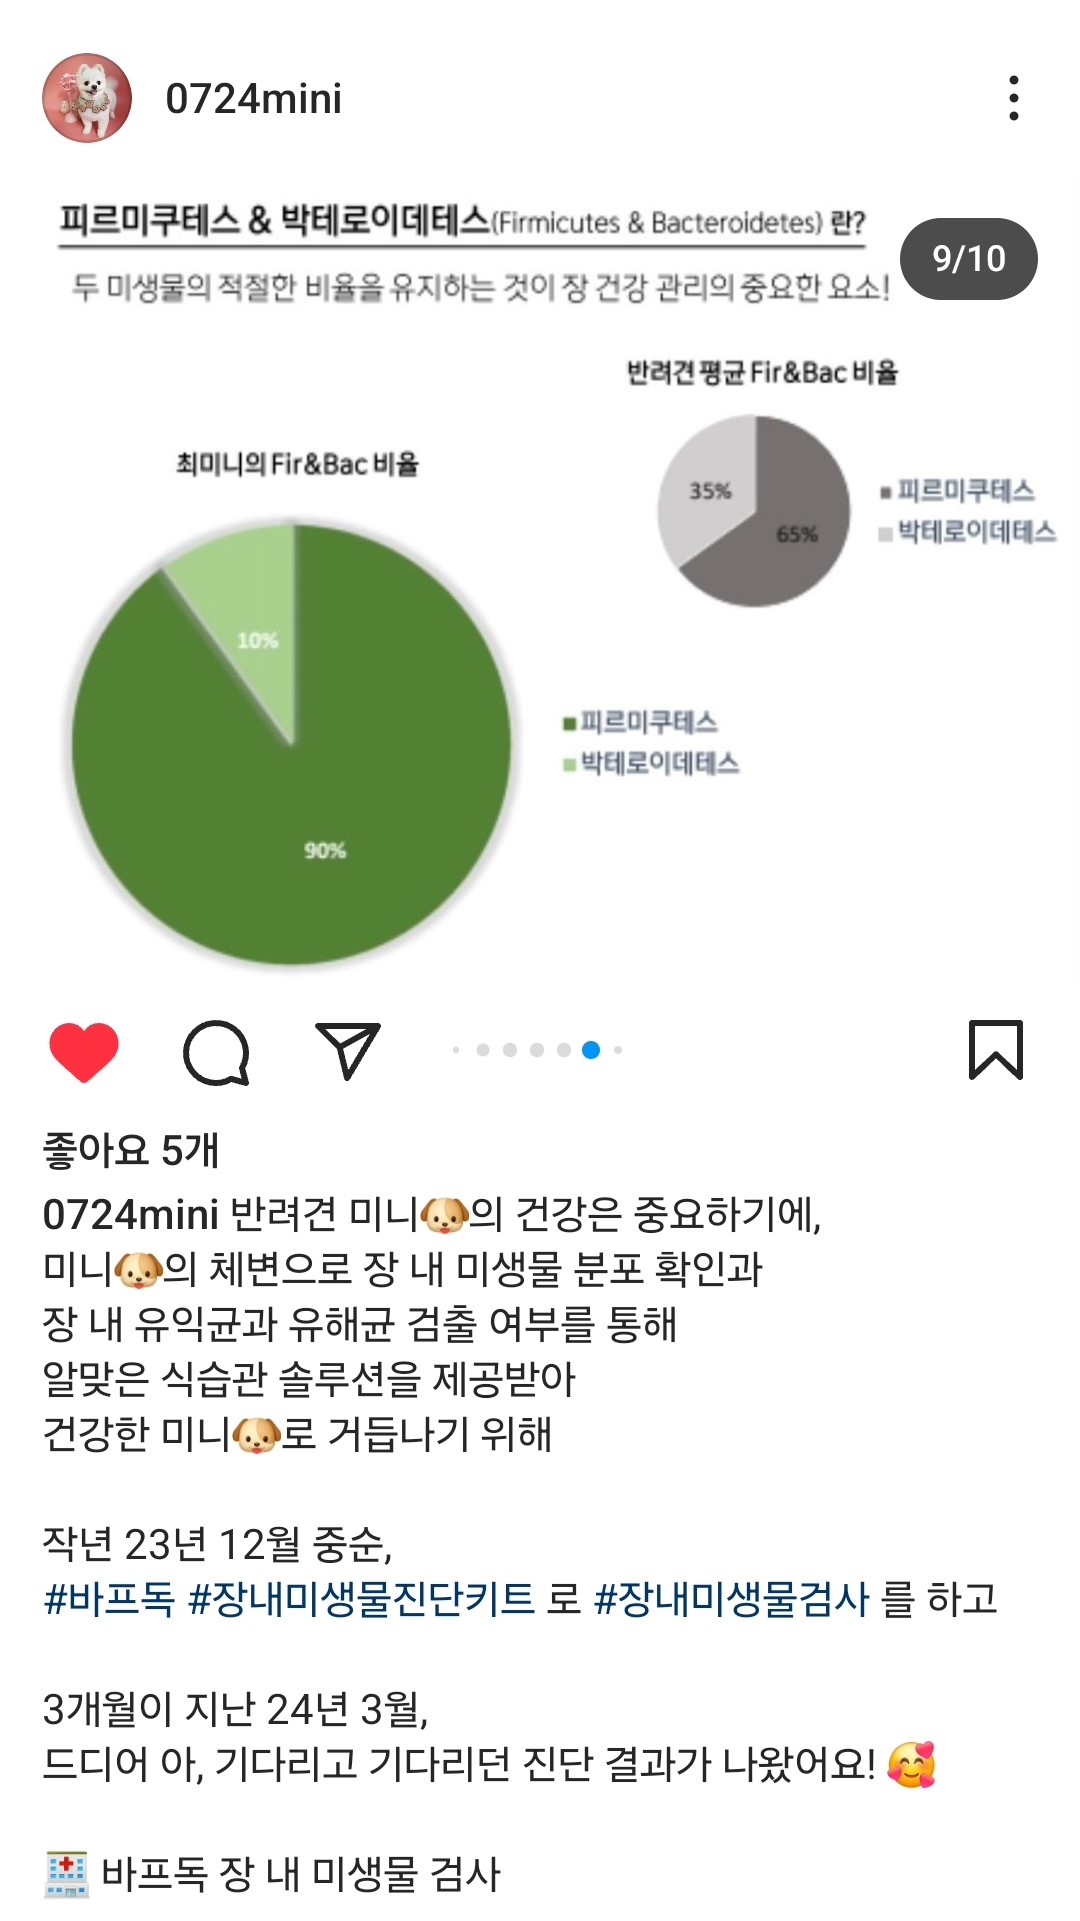 0724mini
피르미쿠테스 & 박테로이데테스(Firmicutes & Bacteroidetes) 란?
9/10
두 미생물의 적절한 비율을 유지하는 것이 장 건강 관리의 중요한 요소!
반려견 평균 Fir&Bac 비율
35%
65%
피르미쿠테스
박테로이데테스
최미니의 Fir&Bac 비율
10%
90%
피르미쿠테스
박테로이데테스
좋아요 5개
0724mini 반려견 미니🐶의 건강은 중요하기에,
미니🐶의 체변으로 장 내 미생물 분포 확인과
장 내 유익균과 유해균 검출 여부를 통해
알맞은 식습관 솔루션을 제공받아
건강한 미니🐶로 거듭나기 위해
작년 23년 12월 중순,
#바프독 #장내미생물진단키트 로 #장내미생물검사 를 하고
3개월이 지난 24년 3월,
드디어 아, 기다리고 기다리던 진단 결과가 나왔어요! 🥰
🏥 바프독 장 내 미생물 검사